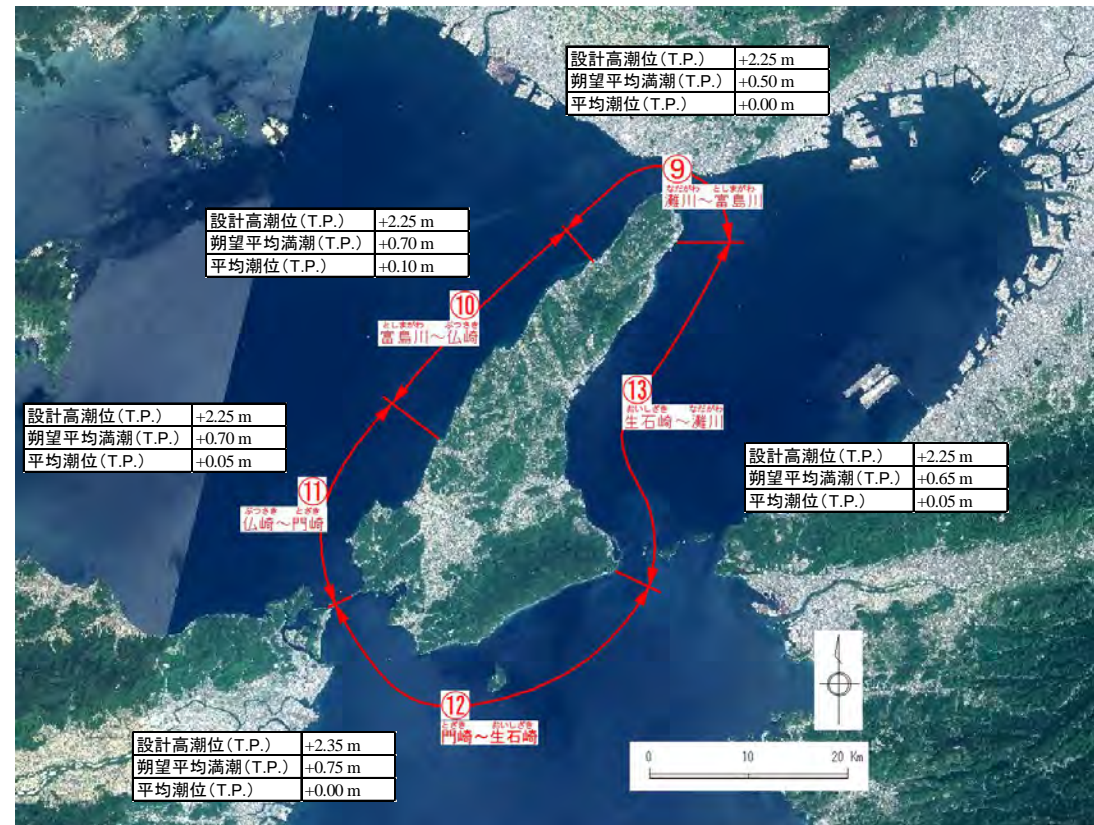 設計高潮位(T.P.) +2.25 m
朔望平均満潮(T.P.) +0.50 m
平均潮位(T.P.) +0.00 m
⑨
なだがわ としまがわ
灘川~富島川
設計高潮位(T.P.) +2.25 m
朔望平均満潮(T.P.) +0.70 m
平均潮位(T.P.) +0.10 m
⑩
としまがわ ぶつさき
富島川~仏崎
⑬
おいしざき なだがわ
生石崎~灘川
設計高潮位(T.P.) +2.25 m
朔望平均満潮(T.P.) +0.70 m
平均潮位(T.P.) +0.05 m
設計高潮位(T.P.) +2.25 m
朔望平均満潮(T.P.) +0.65 m
平均潮位(T.P.) +0.05 m
⑪
ぶつさき とざき
仏崎~門崎
⑫
とざき おいしざき
門崎~生石崎
設計高潮位(T.P.) +2.35 m
朔望平均満潮(T.P.) +0.75 m
平均潮位(T.P.) +0.00 m
0 10 20 Km